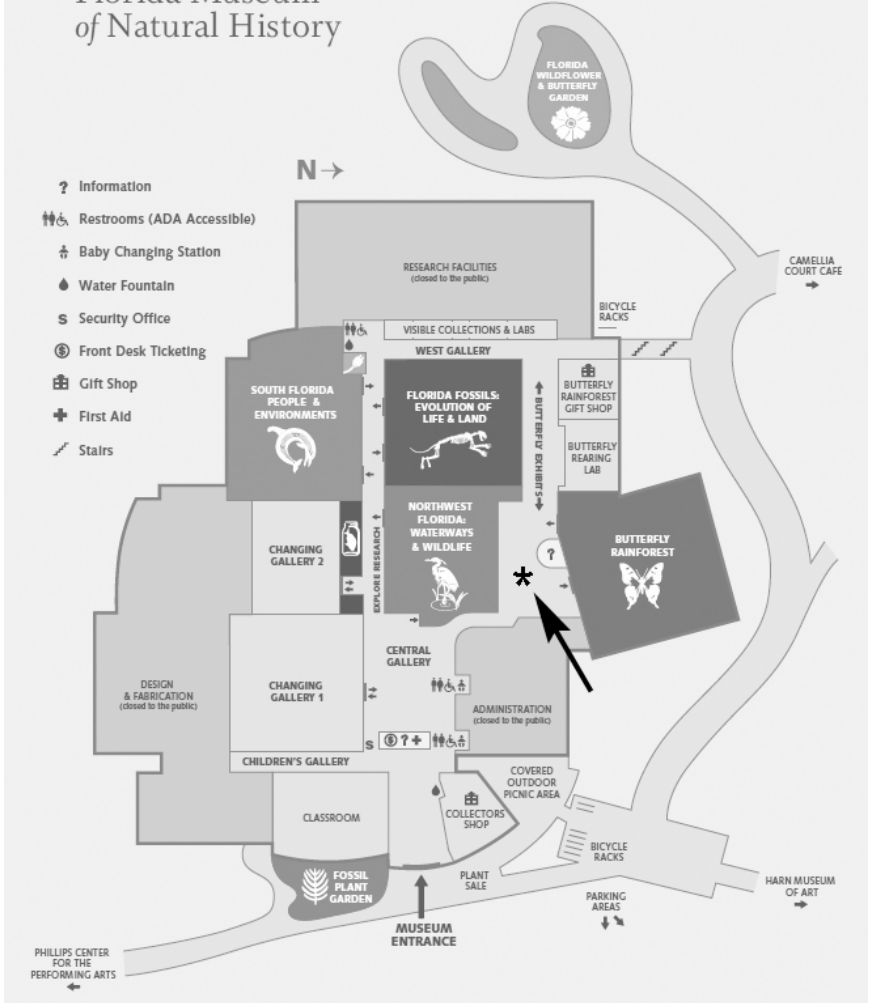 Florida Museum
of Natural History
FLORIDA
WILDFLOWER
& BUTTERFLY
GARDEN
N
? Information
Restrooms (ADA Accessible)
Baby Changing Station
Water Fountain
S Security Office
$ Front Desk Ticketing
Gift Shop
First Aid
Stairs
CAMELLIA
COURT CAFE
RESEARCH FACILITIES
(closed to the public)
BICYCLE
RACKS
VISIBLE COLLECTIONS & LABS
WEST GALLERY
SOUTH FLORIDA
PEOPLE &
ENVIRONMENTS
FLORIDA FOSSILS:
EVOLUTION OF
LIFE & LAND
BUTTERFLY EXHIBITS
BUTTERFLY
RAINFOREST
GIFT SHOP
BUTTERFLY
REARING
LAB
NORTHWEST
FLORIDA:
WATERWAYS
& WILDLIFE
BUTTERFLY
RAINFOREST
?
*
CHANGING
GALLERY 2
EXPLORE RESEARCH
CENTRAL
GALLERY
DESIGN
& FABRICATION
(closed to the public)
CHANGING
GALLERY 1
ADMINISTRATION
(closed to the public)
S
$ ? +
CHILDREN'S GALLERY
COVERED
OUTDOOR
PICNIC AREA
CLASSROOM
COLLECTORS
SHOP
BICYCLE
RACKS
FOSSIL
PLANT
GARDEN
PLANT
SALE
HARN MUSEUM
OF ART
PARKING
AREAS
MUSEUM
ENTRANCE
PHILLIPS CENTER
FOR THE
PERFORMING ARTS